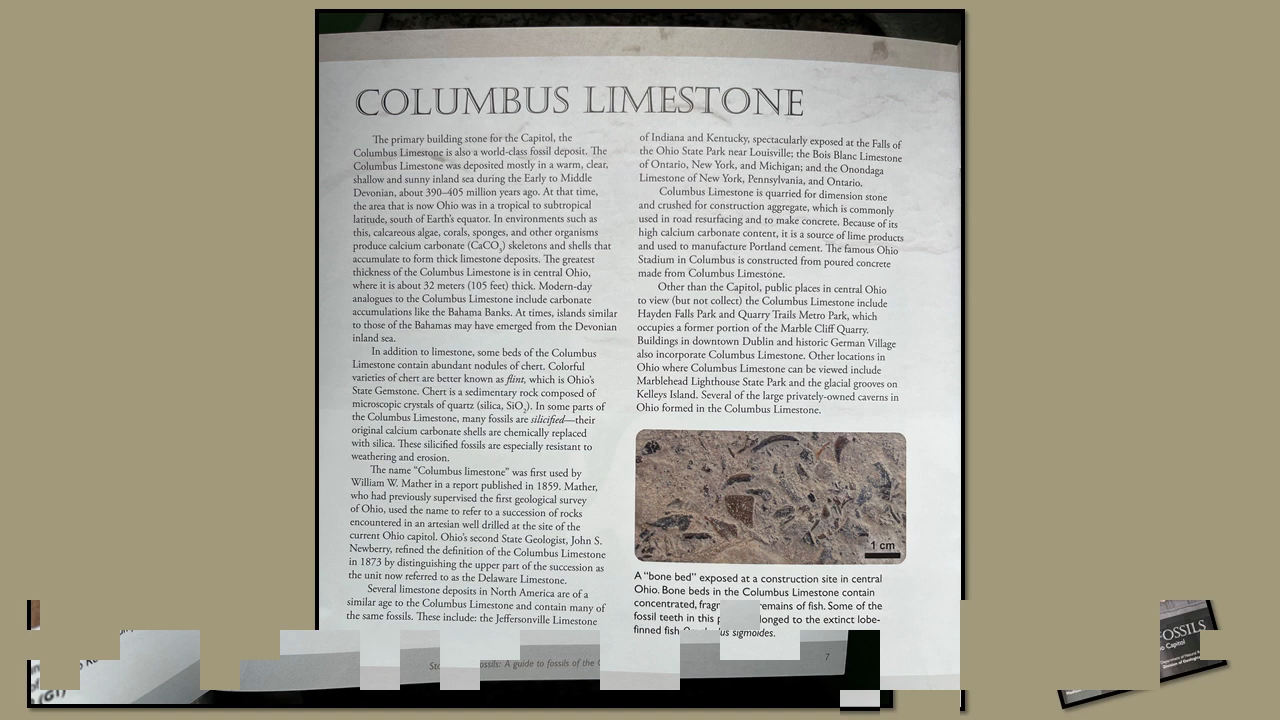 COLUMBUS LIMESTONE
The primary building stone for the Capitol, the
Columbus Limestone is also a world-class fossil deposit. The
Columbus Limestone was deposited mostly in a warm, clear,
shallow and sunny inland sea during the Early to Middle
Devonian, about 390–405 million years ago. At that time,
the area that is now Ohio was in a tropical to subtropical
latitude, south of Earth's equator. In environments such as
this, calcareous algae, corals, sponges, and other organisms
produce calcium carbonate (CaCO₃) skeletons and shells that
accumulate to form thick limestone deposits. The greatest
thickness of the Columbus Limestone is in central Ohio,
where it is about 32 meters (105 feet) thick. Modern-day
analogues to the Columbus Limestone include carbonate
accumulations like the Bahama Banks. At times, islands similar
to those of the Bahamas may have emerged from the Devonian
inland sea.
In addition to limestone, some beds of the Columbus
Limestone contain abundant nodules of chert. Colorful
varieties of chert are better known as flint, which is Ohio's
State Gemstone. Chert is a sedimentary rock composed of
microscopic crystals of quartz (silica, SiO₂). In some parts of
the Columbus Limestone, many fossils are silicified—their
original calcium carbonate shells are chemically replaced
with silica. These silicified fossils are especially resistant to
weathering and erosion.
The name "Columbus limestone" was first used by
William W. Mather in a report published in 1859. Mather,
who had previously supervised the first geological survey
of Ohio, used the name to refer to a succession of rocks
encountered in an artesian well drilled at the site of the
current Ohio capitol. Ohio's second State Geologist, John S.
Newberry, refined the definition of the Columbus Limestone
in 1873 by distinguishing the upper part of the succession as
the unit now referred to as the Delaware Limestone.
Several limestone deposits in North America are of a
similar age to the Columbus Limestone and contain many of
the same fossils. These include: the Jeffersonville Limestone
of Indiana and Kentucky, spectacularly exposed at the Falls of
the Ohio State Park near Louisville; the Bois Blanc Limestone
of Ontario, New York, and Michigan; and the Onondaga
Limestone of New York, Pennsylvania, and Ontario.
Columbus Limestone is quarried for dimension stone
and crushed for construction aggregate, which is commonly
used in road resurfacing and to make concrete. Because of its
high calcium carbonate content, it is a source of lime products
and used to manufacture Portland cement. The famous Ohio
Stadium in Columbus is constructed from poured concrete
made from Columbus Limestone.
Other than the Capitol, public places in central Ohio
to view (but not collect) the Columbus Limestone include
Hayden Falls Park and Quarry Trails Metro Park, which
occupies a former portion of the Marble Cliff Quarry.
Buildings in downtown Dublin and historic German Village
also incorporate Columbus Limestone. Other locations in
Ohio where Columbus Limestone can be viewed include
Marblehead Lighthouse State Park and the glacial grooves on
Kelleys Island. Several of the large privately-owned caverns in
Ohio formed in the Columbus Limestone.
1 cm
A "bone bed" exposed at a construction site in central
Ohio. Bone beds in the Columbus Limestone contain
concentrated, remains of fish. Some of the
fossil teeth in this to the extinct lobe-
finned fish sigmoides.
A guide to fossils of the
7
FOSSILS
Capitol